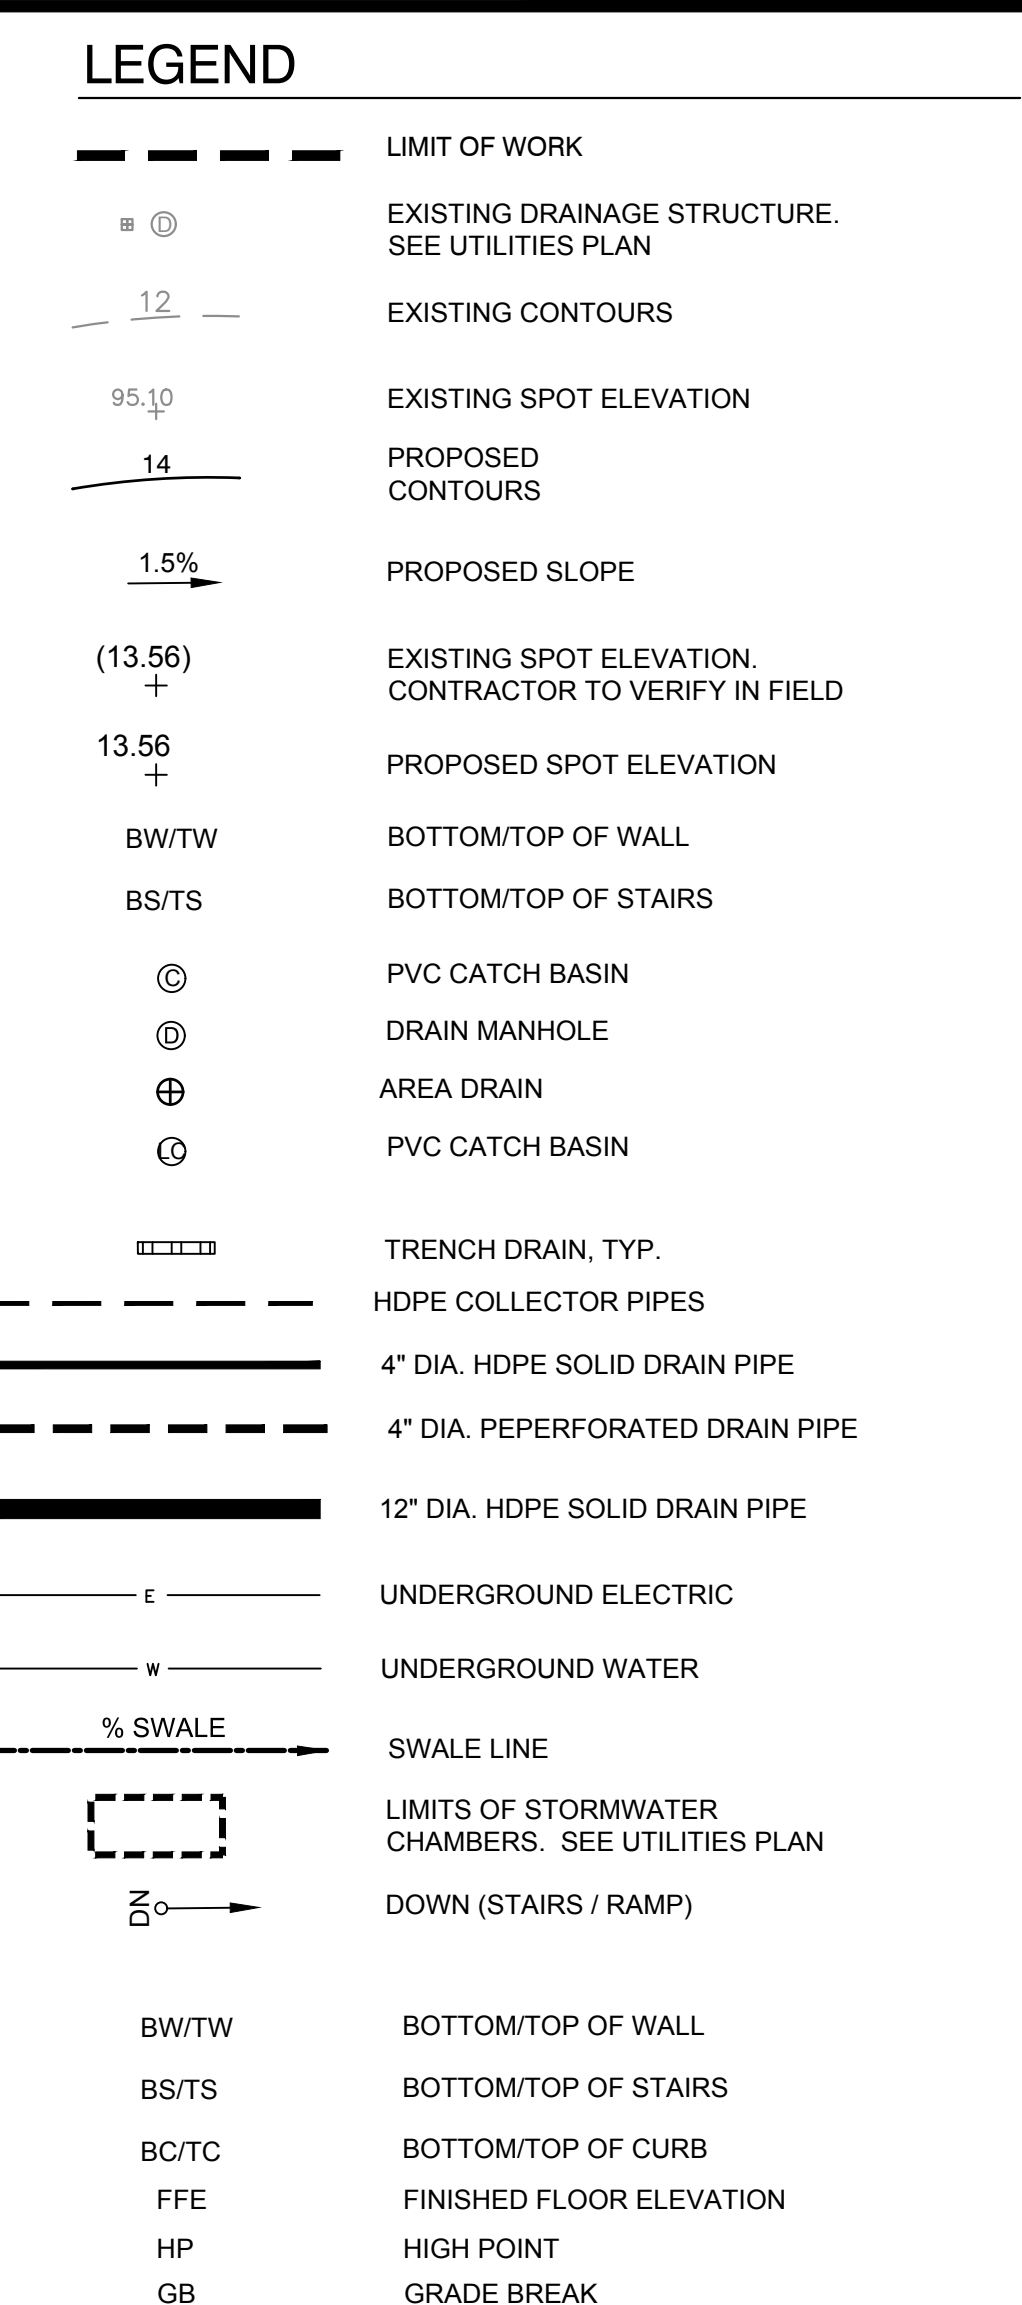 LEGEND
LIMIT OF WORK
D
EXISTING DRAINAGE STRUCTURE.
SEE UTILITIES PLAN
12
EXISTING CONTOURS
95.10
EXISTING SPOT ELEVATION
14
PROPOSED
CONTOURS
1.5%
PROPOSED SLOPE
(13.56)
EXISTING SPOT ELEVATION.
CONTRACTOR TO VERIFY IN FIELD
13.56
PROPOSED SPOT ELEVATION
BW/TW BOTTOM/TOP OF WALL
BS/TS BOTTOM/TOP OF STAIRS
C PVC CATCH BASIN
D DRAIN MANHOLE
AREA DRAIN
LC PVC CATCH BASIN
TRENCH DRAIN, TYP.
HDPE COLLECTOR PIPES
4" DIA. HDPE SOLID DRAIN PIPE
4" DIA. PEPERFORATED DRAIN PIPE
12" DIA. HDPE SOLID DRAIN PIPE
E UNDERGROUND ELECTRIC
W UNDERGROUND WATER
% SWALE
SWALE LINE
LIMITS OF STORMWATER
CHAMBERS. SEE UTILITIES PLAN
DN DOWN (STAIRS / RAMP)
BW/TW BOTTOM/TOP OF WALL
BS/TS BOTTOM/TOP OF STAIRS
BC/TC BOTTOM/TOP OF CURB
FFE FINISHED FLOOR ELEVATION
HP HIGH POINT
GB GRADE BREAK